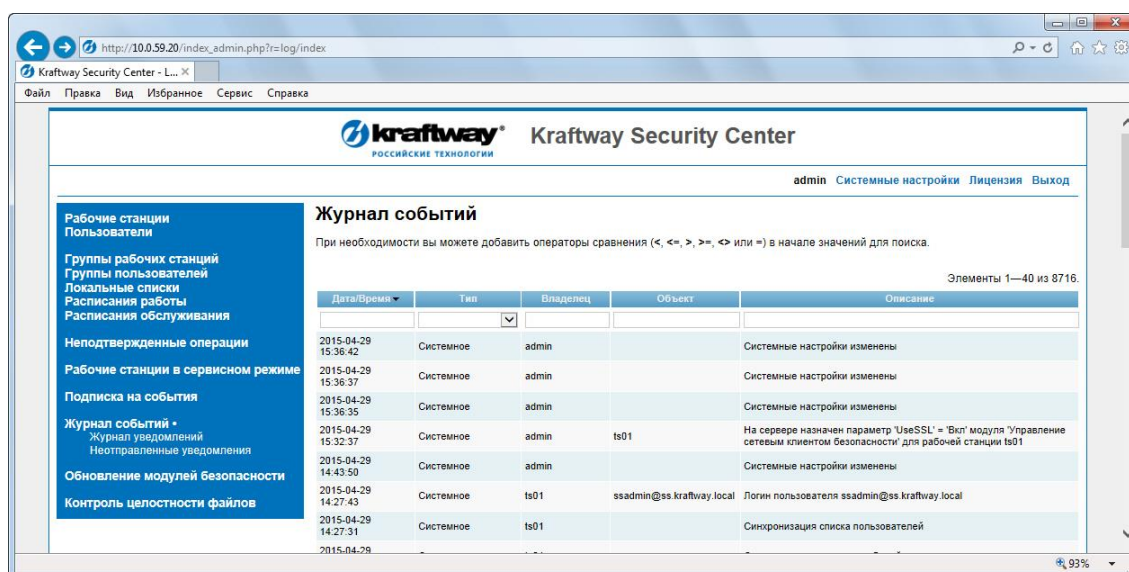 http://10.0.59.20/index_admin.php?r=log/index
Kraftway Security Center - L...
Файл Правка Вид Избранное Сервис Справка
kraftway®
РОССИЙСКИЕ ТЕХНОЛОГИИ
Kraftway Security Center
admin Системные настройки Лицензия Выход
Рабочие станции
Пользователи
Группы рабочих станций
Группы пользователей
Локальные списки
Расписания работы
Расписания обслуживания
Неподтвержденные операции
Рабочие станции в сервисном режиме
Подписка на события
Журнал событий •
Журнал уведомлений
Неотправленные уведомления
Обновление модулей безопасности
Контроль целостности файлов
Журнал событий
При необходимости вы можете добавить операторы сравнения (<, <=, >, >=, <> или =) в начале значений для поиска.
Элементы 1—40 из 8716.
Дата/Время Тип Владелец Объект Описание
2015-04-29
15:36:42 Системное admin Системные настройки изменены
2015-04-29
15:36:37 Системное admin Системные настройки изменены
2015-04-29
15:36:35 Системное admin Системные настройки изменены
2015-04-29
15:32:37 Системное admin ts01 На сервере назначен параметр 'UseSSL' = 'Вкл' модуля 'Управление
сетевым клиентом безопасности' для рабочей станции ts01
2015-04-29
14:43:50 Системное admin Системные настройки изменены
2015-04-29
14:27:43 Системное ts01 ssadmin@ss.kraftway.local Логин пользователя ssadmin@ss.kraftway.local
2015-04-29
14:27:31 Системное ts01 Синхронизация списка пользователей
2015-04-29
93%